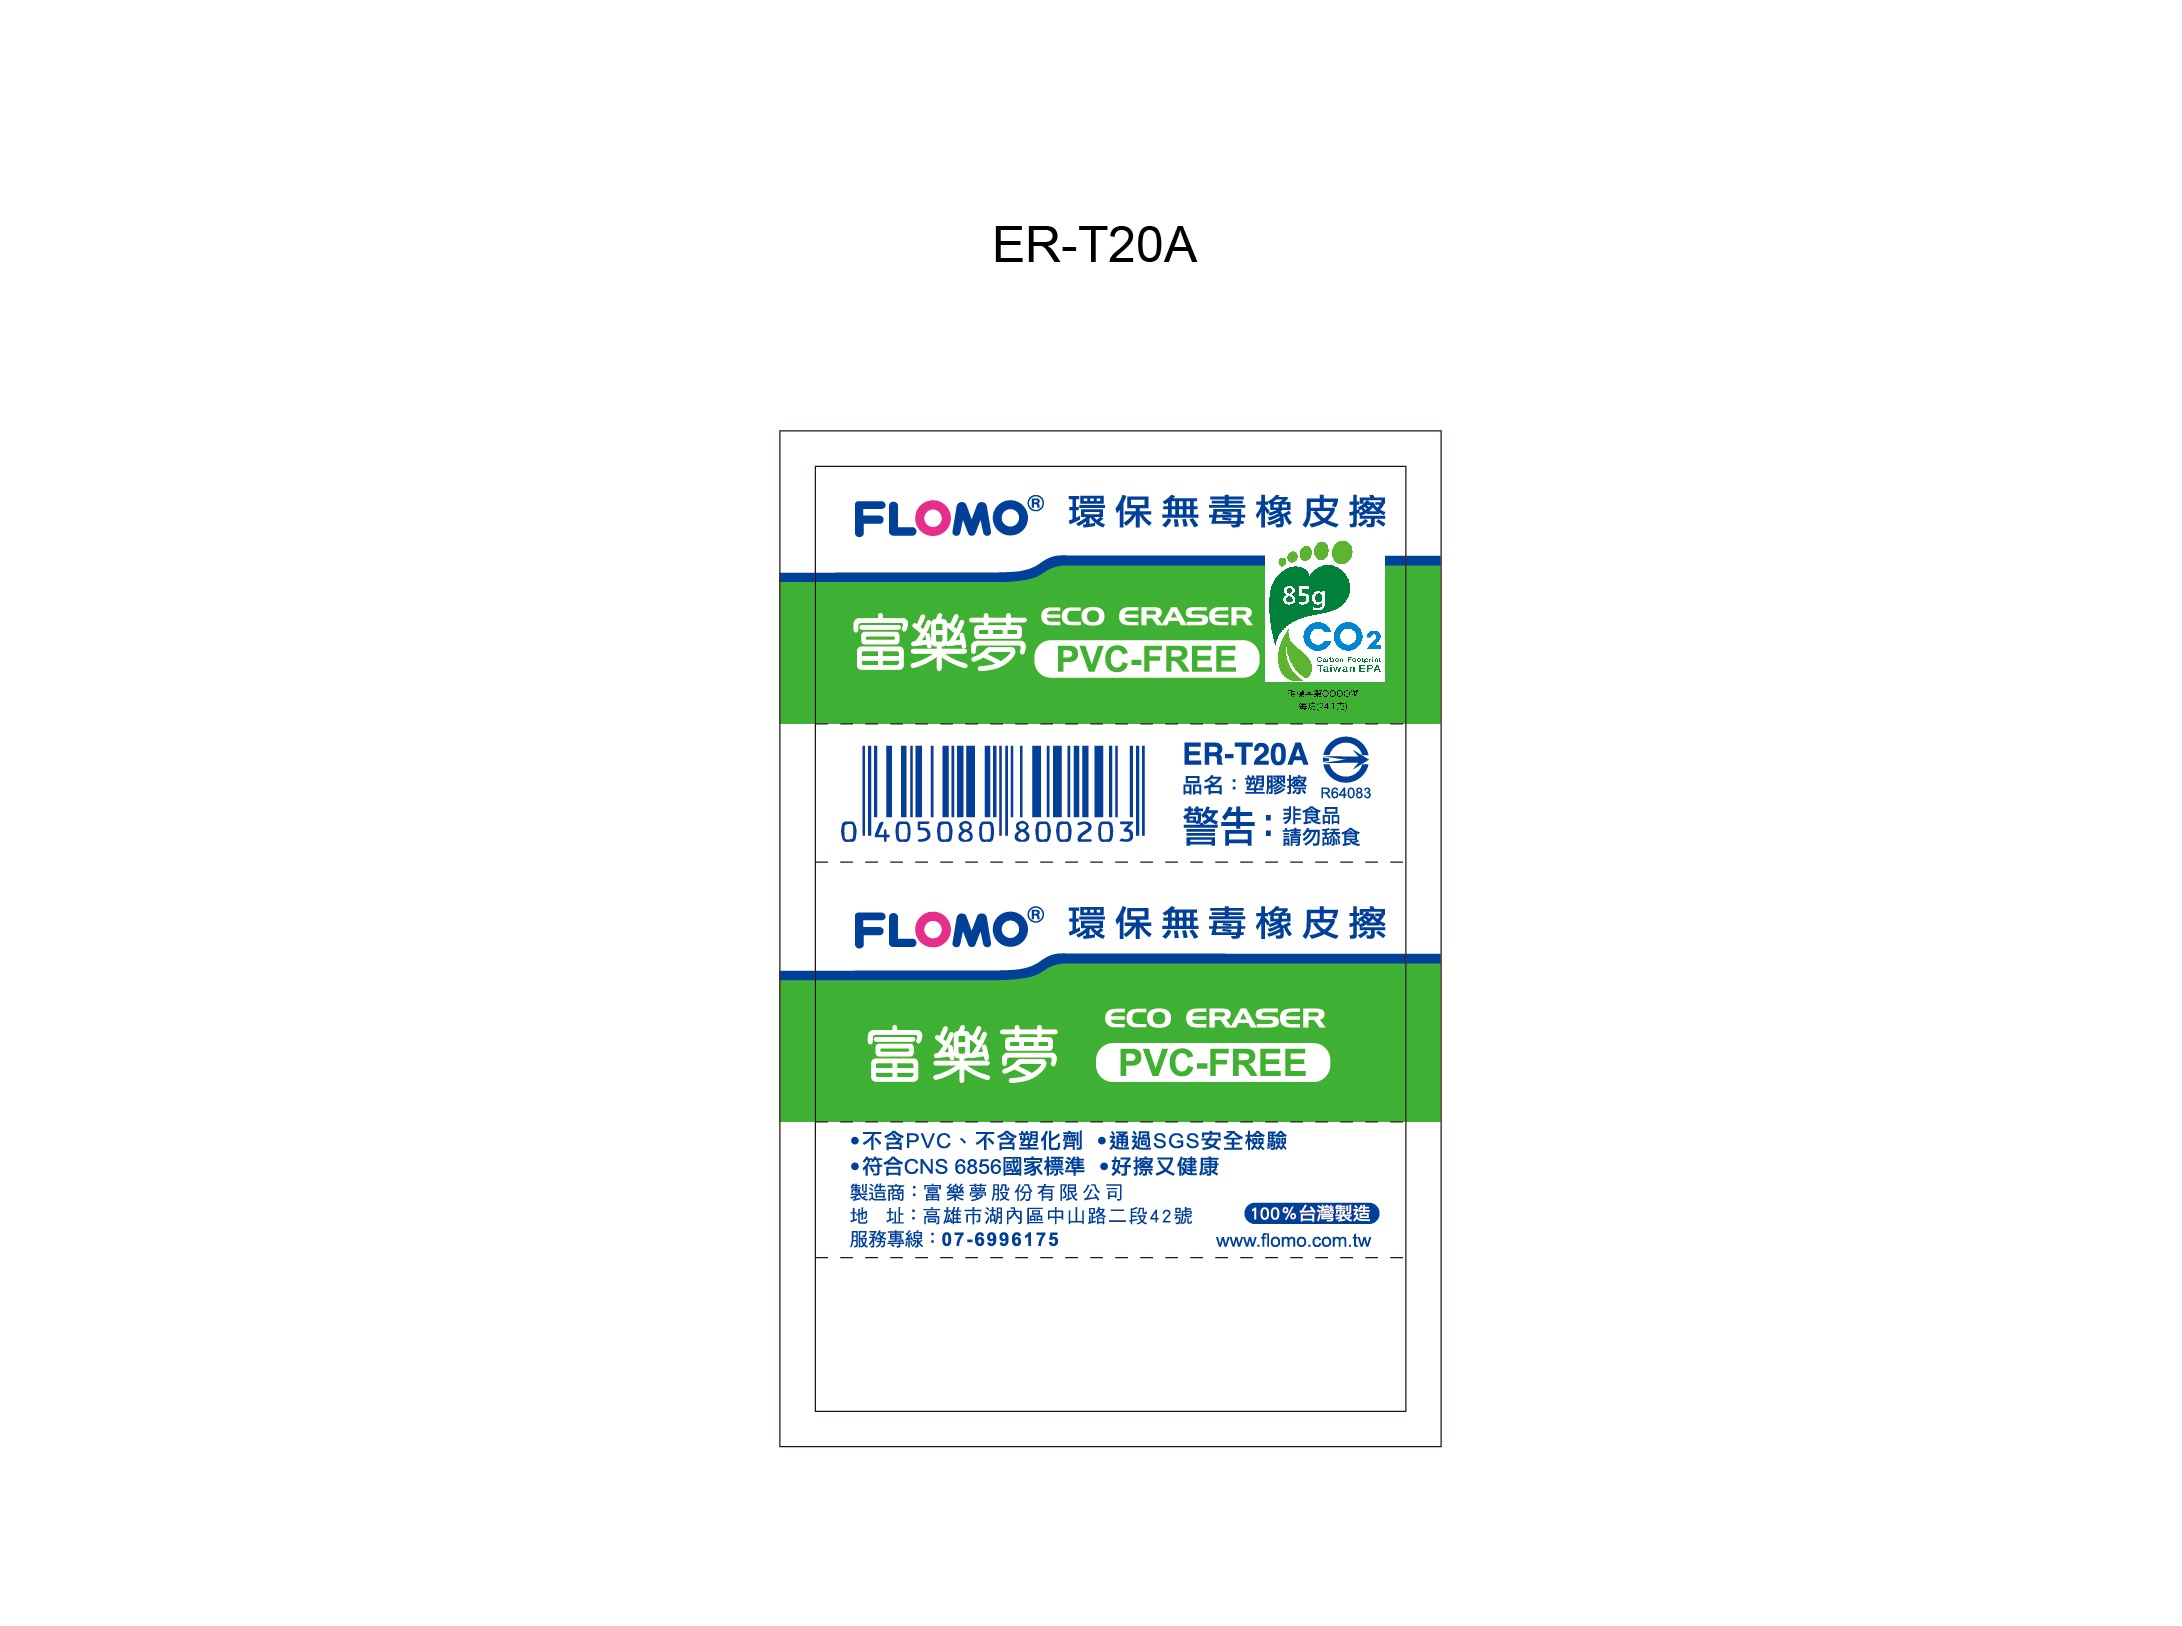 ER-T20A
FLOMO® 環保無毒橡皮擦
85g
CO2
Carbon Footprint
Taiwan EPA
富樂夢 ECO ERASER
PVC-FREE
0 405080 800203
ER-T20A
品名：塑膠擦
R64083
警告：非食品
請勿舔食
FLOMO® 環保無毒橡皮擦
富樂夢 ECO ERASER
PVC-FREE
•不含PVC、不含塑化劑 •通過SGS安全檢驗
•符合CNS 6856國家標準 •好擦又健康
製造商：富樂夢股份有限公司
地 址：高雄市湖內區中山路二段42號
100%台灣製造
服務專線：07-6996175
www.flomo.com.tw